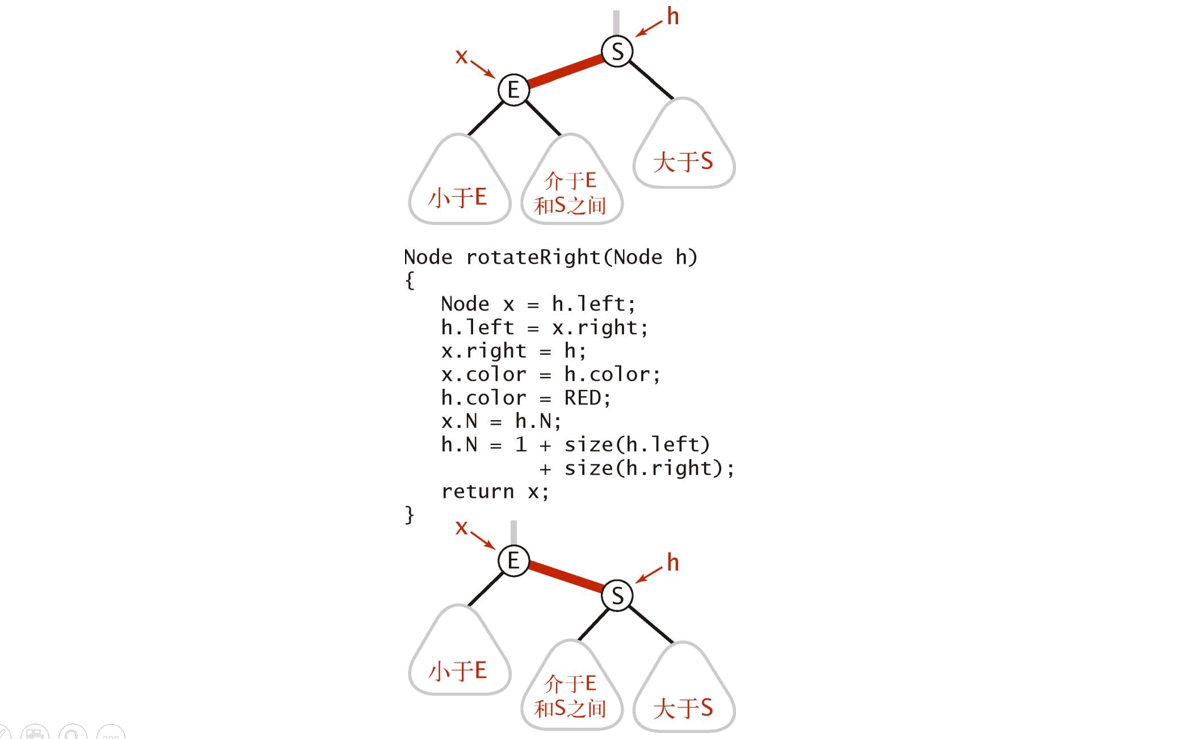 h
S
x
E
大于S
介于E
小于E
和S之间
Node rotateRight(Node h)
{
Node x = h.left;
h.left = x.right;
x.right = h;
x.color = h.color;
h.color = RED;
x.N = h.N;
h.N = 1 + size(h.left)
+ size(h.right);
return x;
}
x
E
h
S
小于E
介于E
和S之间
大于S